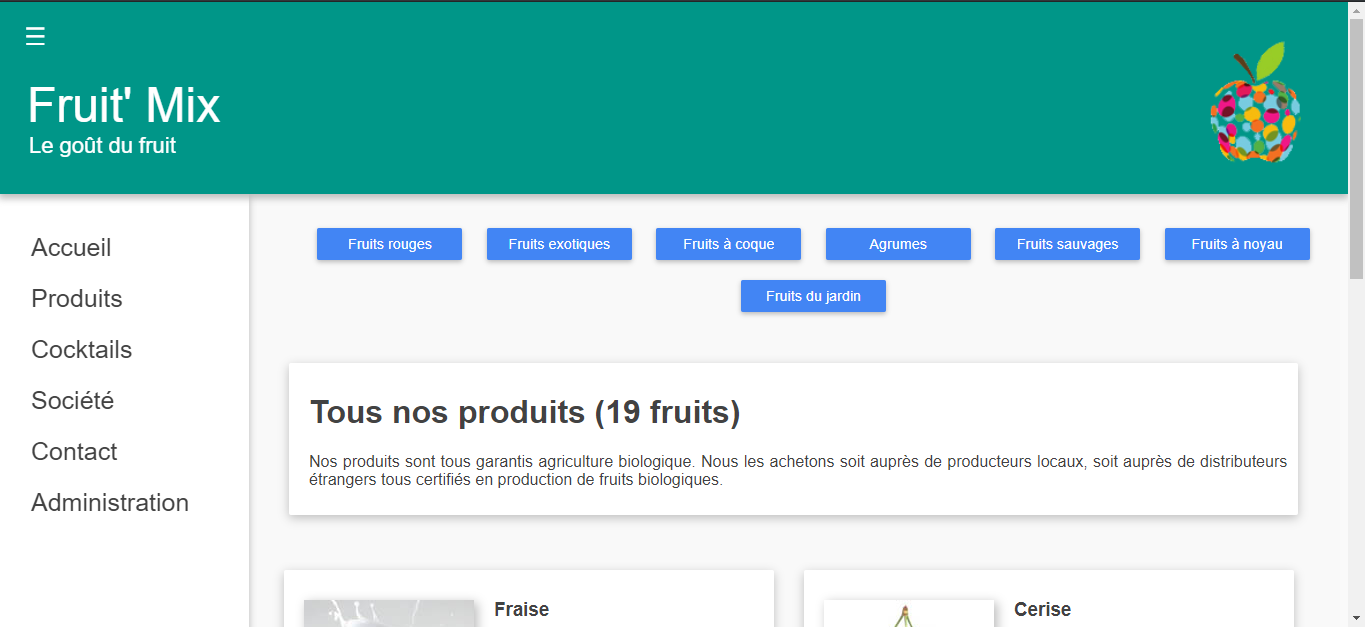 ☰
Fruit' Mix
Le goût du fruit
Accueil
Produits
Cocktails
Société
Contact
Administration
Fruits rouges
Fruits exotiques
Fruits à coque
Agrumes
Fruits sauvages
Fruits à noyau
Fruits du jardin
Tous nos produits (19 fruits)
Nos produits sont tous garantis agriculture biologique. Nous les achetons soit auprès de producteurs locaux, soit auprès de distributeurs
étrangers tous certifiés en production de fruits biologiques.
Fraise
Cerise